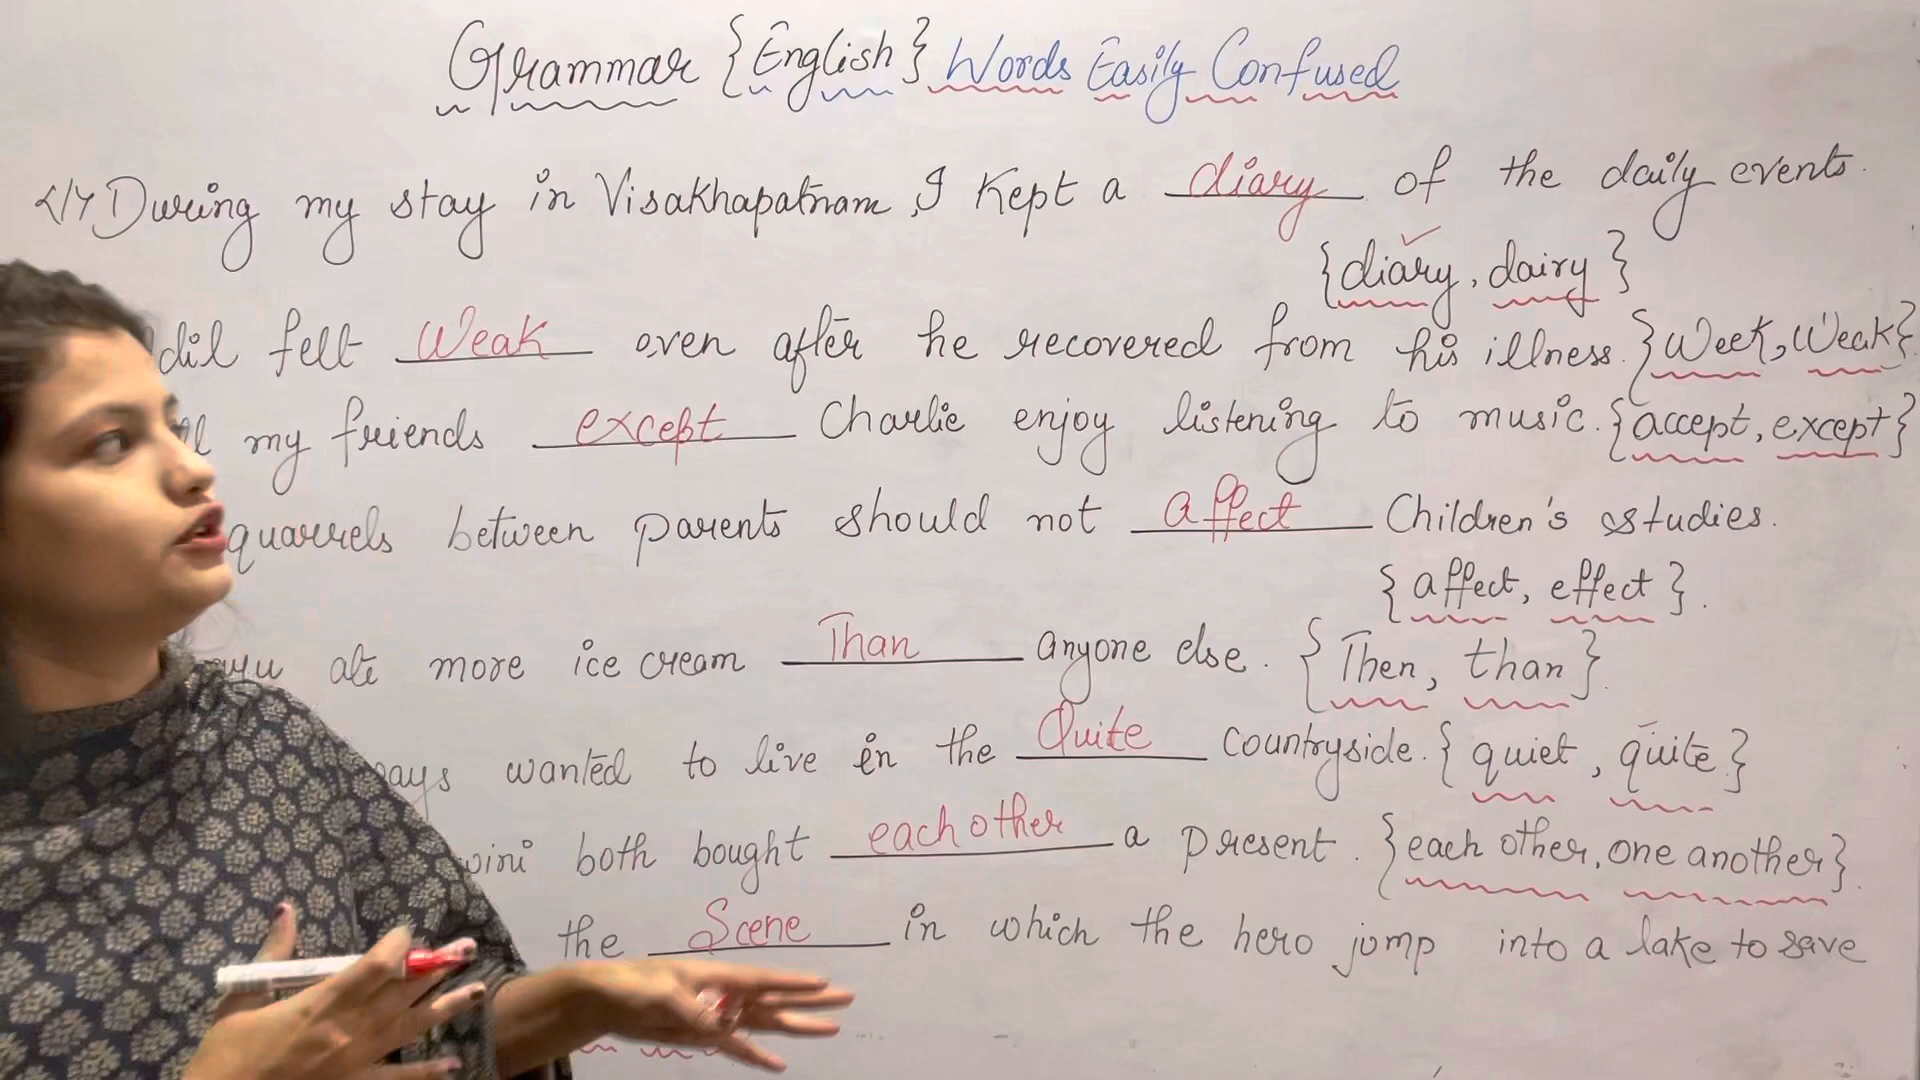 Grammar {English} Words Easily Confused
During my stay in Visakhapatnam, I Kept a diary of the daily events.
{diary, dairy}
dil felt Weak even after he recovered from his illness. {Week, Weak}
my friends except Charlie enjoy listening to music. {accept, except}
quarrels between parents should not affect Children's studies.
{affect, effect}.
ate more ice cream Than anyone else. {Then, than}.
ays wanted to live in the Quite Countryside. {quiet, quite}
both bought each other a present. {each other, one another}.
the Scene in which the hero jump into a lake to save